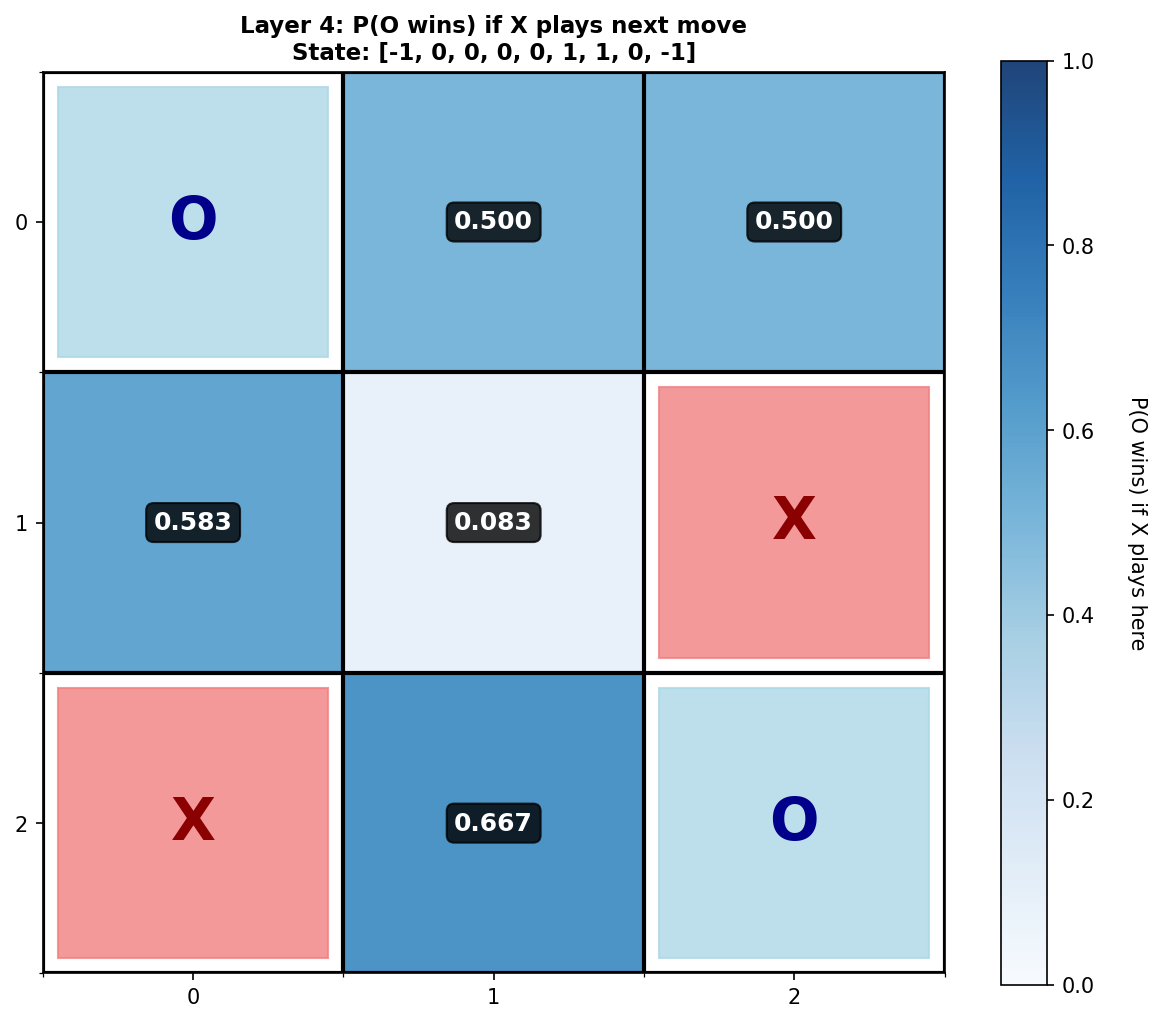 Layer 4: P(O wins) if X plays next move
State: [-1, 0, 0, 0, 0, 1, 1, 0, -1]
0
O
0.500
0.500
1
0.583
0.083
X
2
X
0.667
O
0
1
2
1.0
0.8
0.6
0.4
0.2
0.0
P(O wins) if X plays here